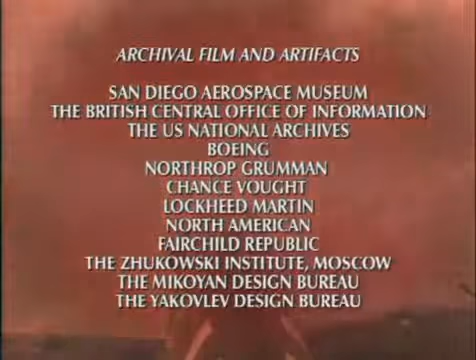 ARCHIVAL FILM AND ARTIFACTS
SAN DIEGO AEROSPACE MUSEUM
THE BRITISH CENTRAL OFFICE OF INFORMATION
THE US NATIONAL ARCHIVES
BOEING
NORTHROP GRUMMAN
CHANCE VOUGHT
LOCKHEED MARTIN
NORTH AMERICAN
FAIRCHILD REPUBLIC
THE ZHUKOWSKI INSTITUTE, MOSCOW
THE MIKOYAN DESIGN BUREAU
THE YAKOVLEV DESIGN BUREAU